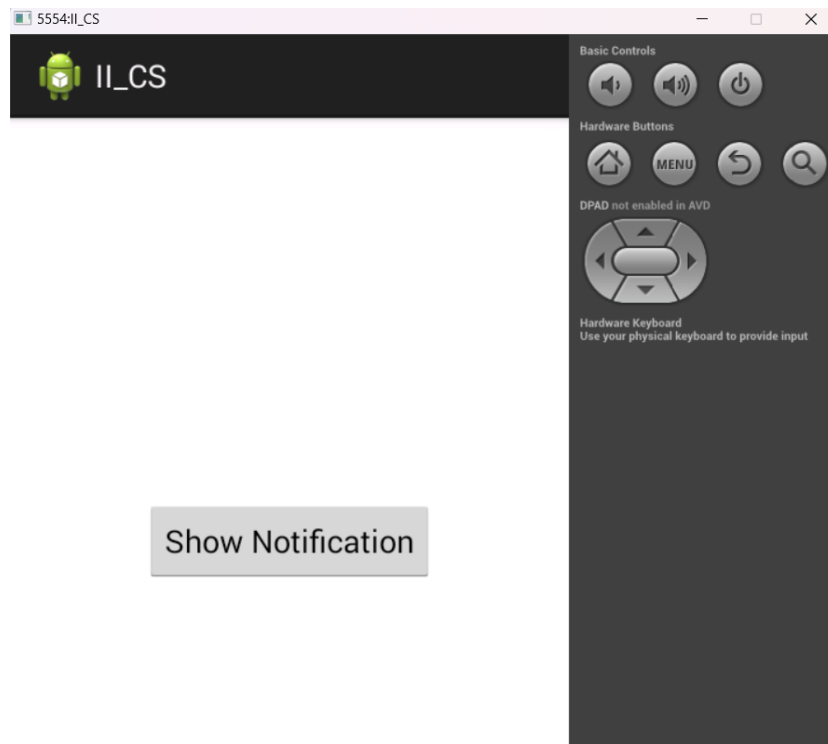 5554:II_CS
II_CS
Show Notification
Basic Controls
Hardware Buttons
MENU
DPAD not enabled in AVD
Hardware Keyboard
Use your physical keyboard to provide input